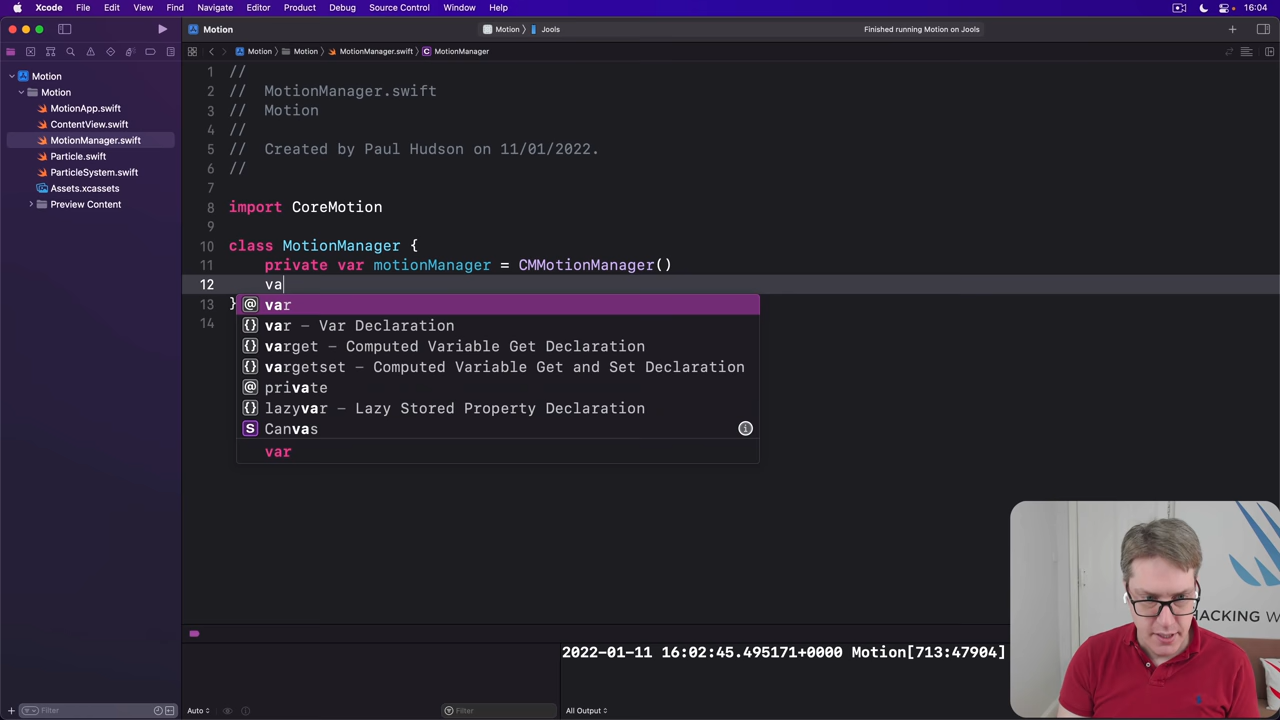 Xcode File Edit View Find Navigate Editor Product Debug Source Control Window Help 16:04
Motion Motion 〉 Jools Finished running Motion on Jools
Motion 〉 Motion 〉 MotionManager.swift 〉 C MotionManager
Motion
Motion
MotionApp.swift
ContentView.swift
MotionManager.swift
Particle.swift
ParticleSystem.swift
Assets.xcassets
Preview Content
1 //
2 // MotionManager.swift
3 // Motion
4 //
5 // Created by Paul Hudson on 11/01/2022.
6 //
7
8 import CoreMotion
9
10 class MotionManager {
11 private var motionManager = CMMotionManager()
12 va
13 }
14
@ var
{} var – Var Declaration
{} varget – Computed Variable Get Declaration
{} vargetset – Computed Variable Get and Set Declaration
@ private
{} lazyvar – Lazy Stored Property Declaration
S Canvas
var
HACKING W
2022-01-11 16:02:45.495171+0000 Motion[713:47904]
Filter Auto Filter All Output